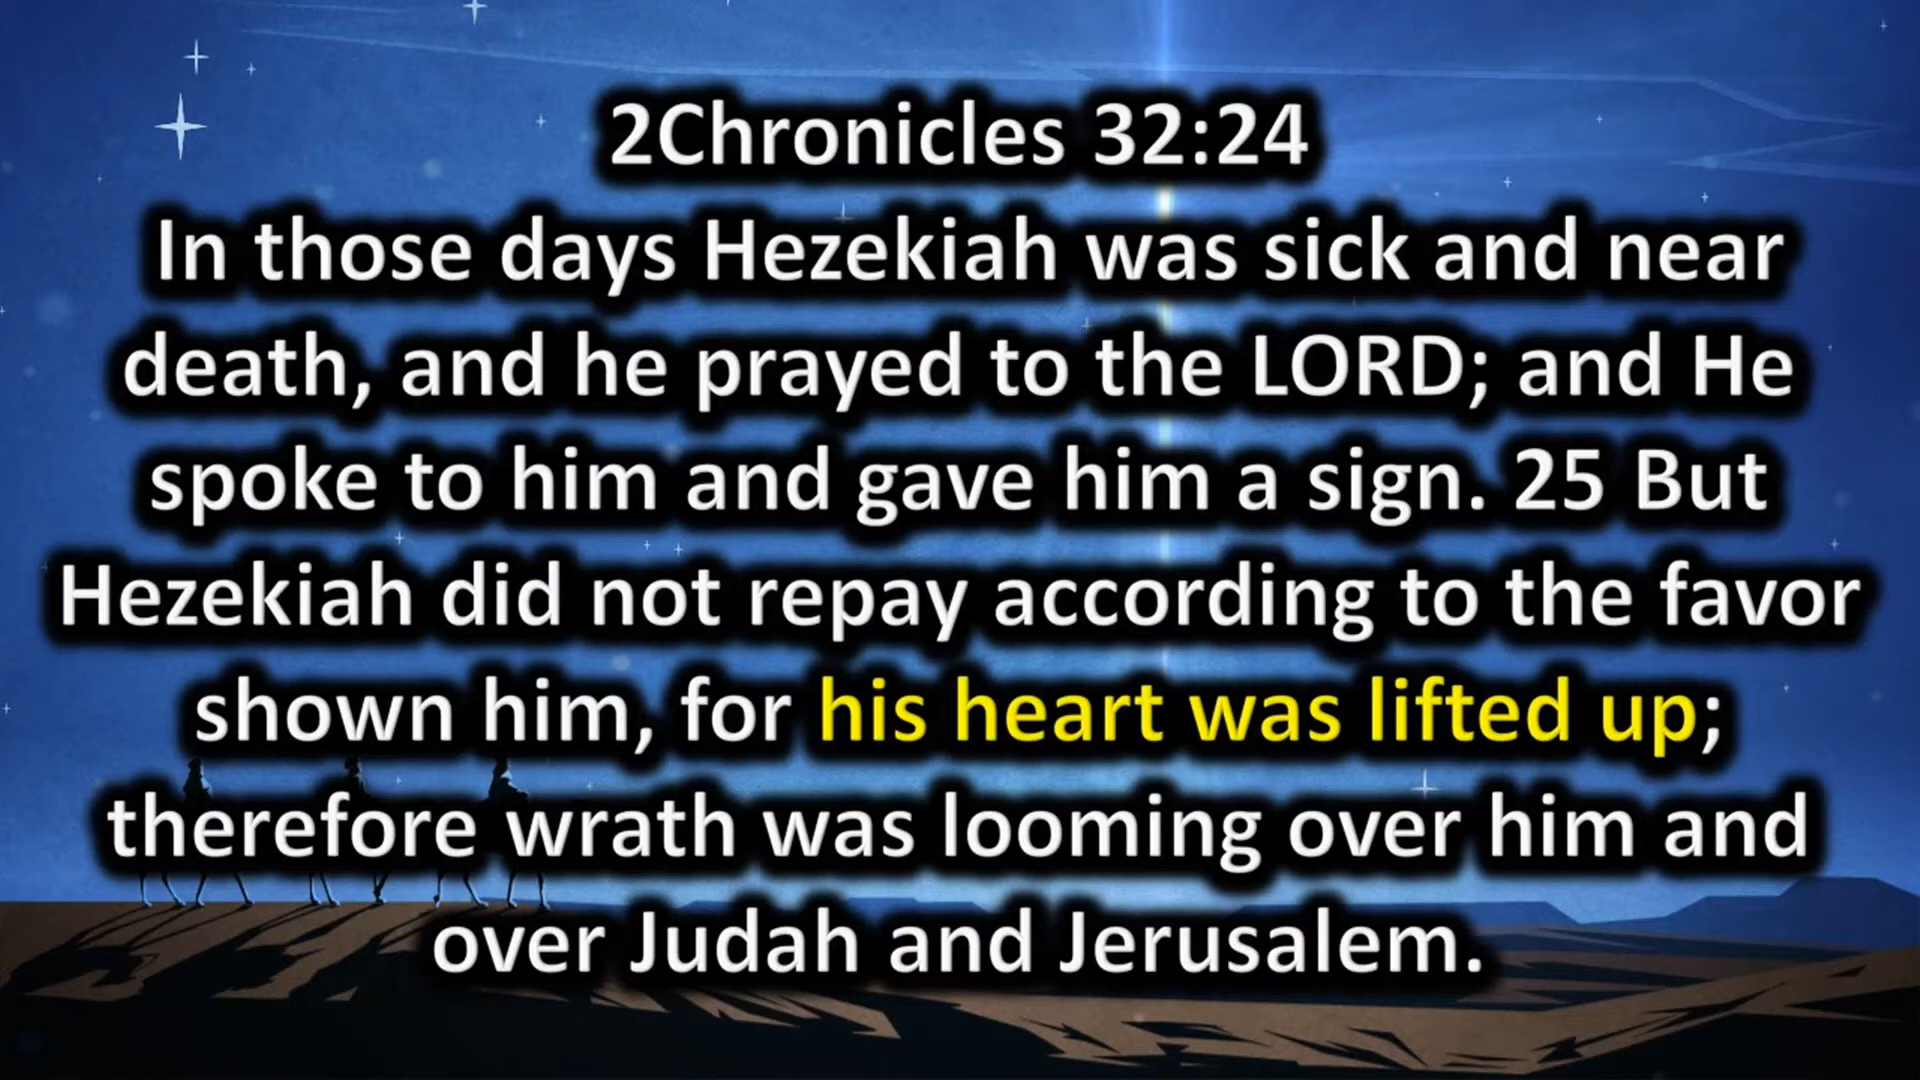 2Chronicles 32:24
In those days Hezekiah was sick and near
death, and he prayed to the LORD; and He
spoke to him and gave him a sign. 25 But
Hezekiah did not repay according to the favor
shown him, for his heart was lifted up;
therefore wrath was looming over him and
over Judah and Jerusalem.